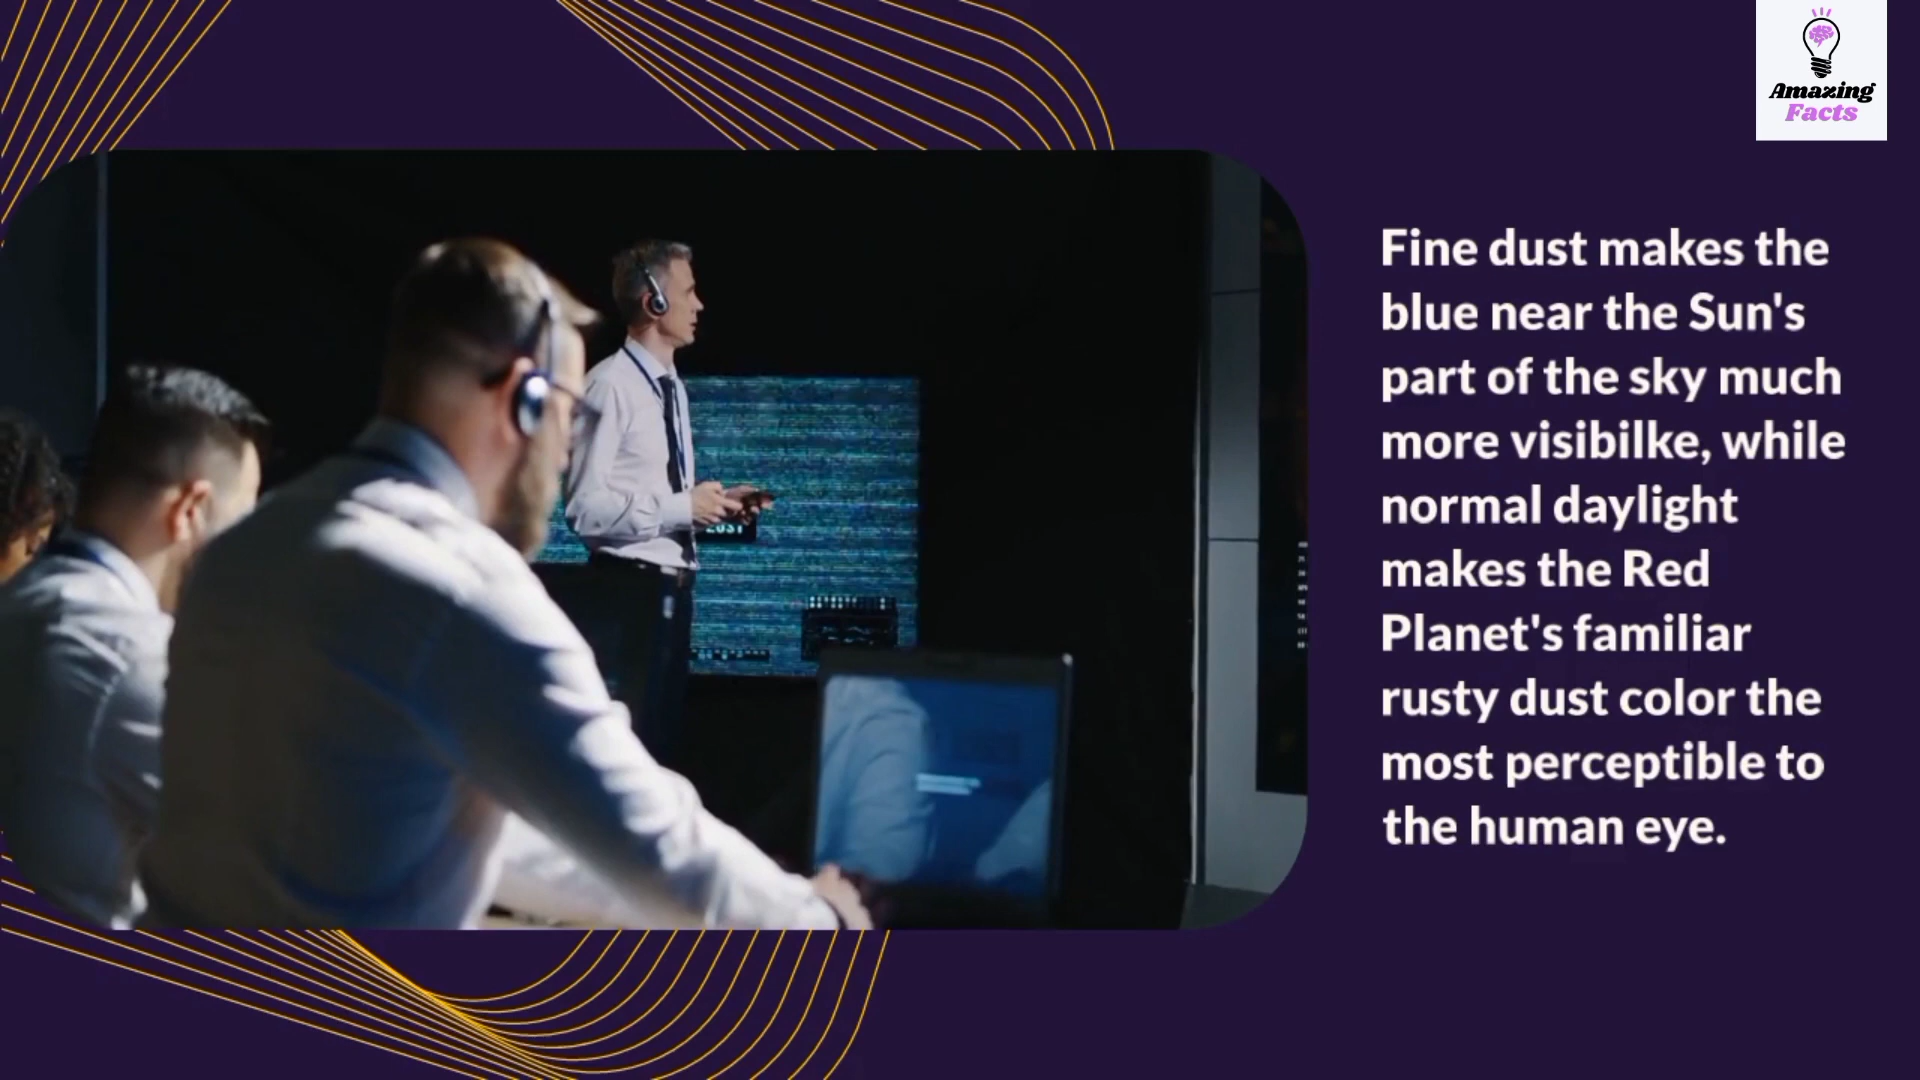 Amazing
Facts
Fine dust makes the
blue near the Sun's
part of the sky much
more visibilke, while
normal daylight
makes the Red
Planet's familiar
rusty dust color the
most perceptible to
the human eye.